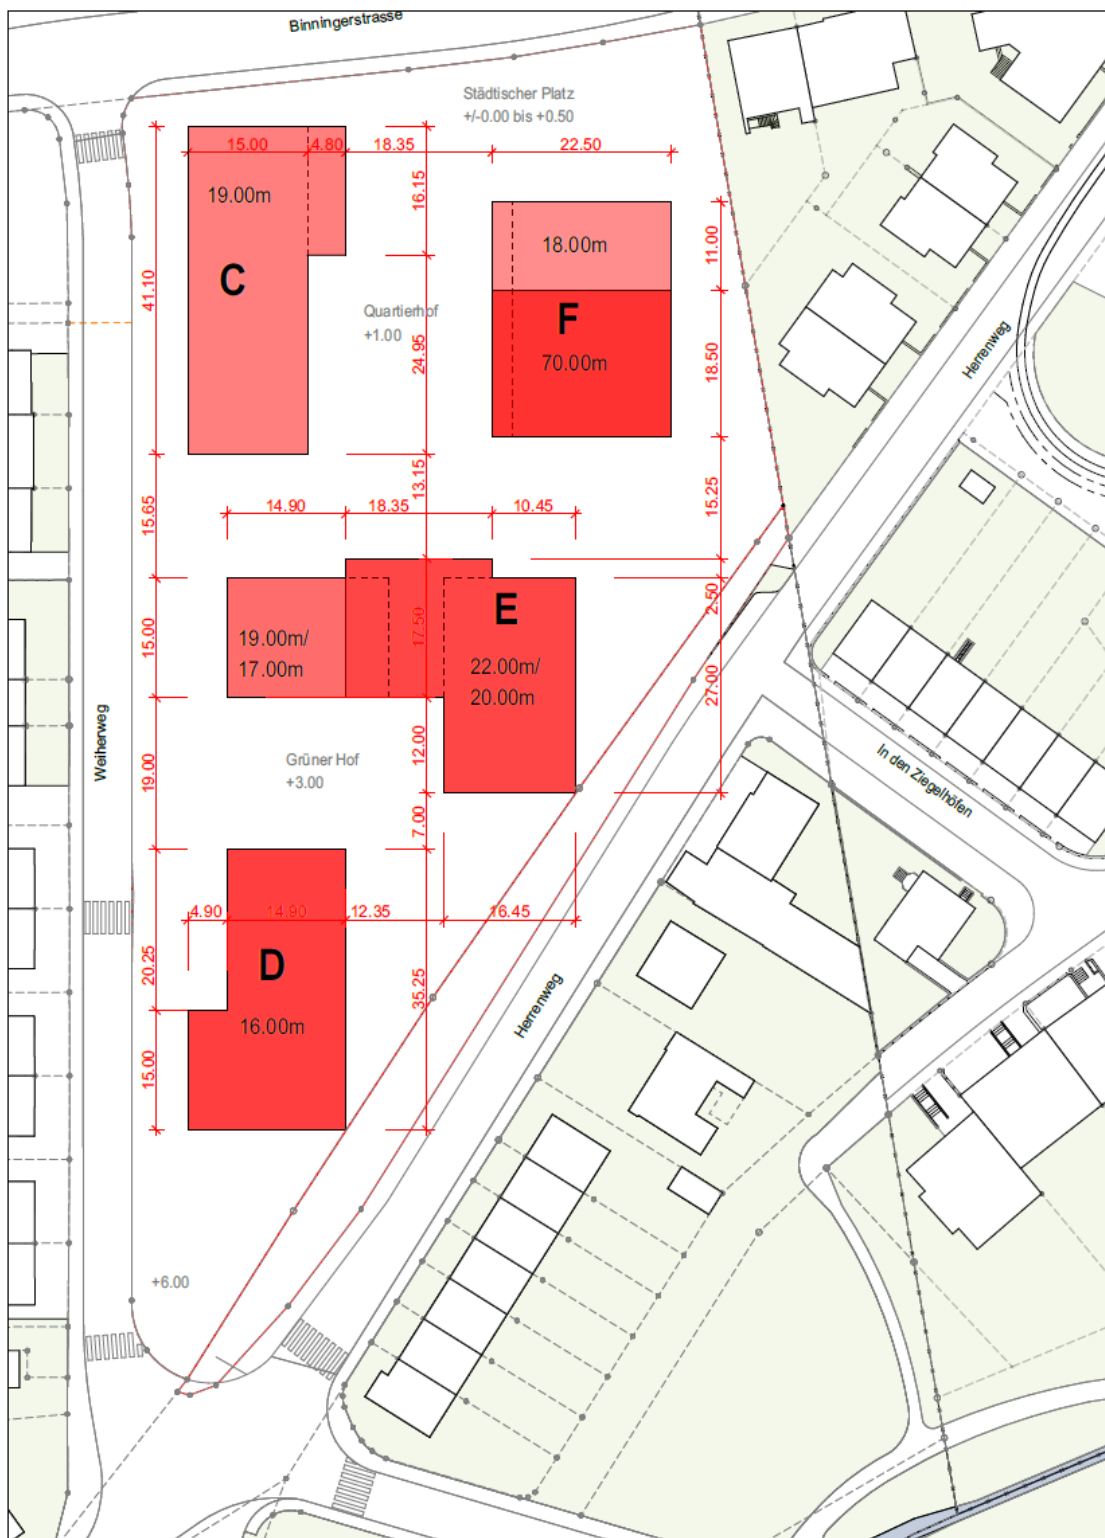 Binningerstrasse
Städtischer Platz
+/-0.00 bis +0.50
15.00
4.80
18.35
22.50
19.00m
16.15
11.00
18.00m
C
41.10
Quartierhof
+1.00
F
70.00m
24.95
18.50
Herrenweg
13.15
15.65
14.90
18.35
10.45
15.25
2.50
E
17.50
15.00
19.00m/
17.00m
22.00m/
20.00m
27.00
Weiherweg
Grüner Hof
+3.00
19.00
12.00
7.00
In den Ziegelhöfen
4.90
14.90
12.35
16.45
D
20.25
35.25
16.00m
Herrenweg
15.00
+6.00